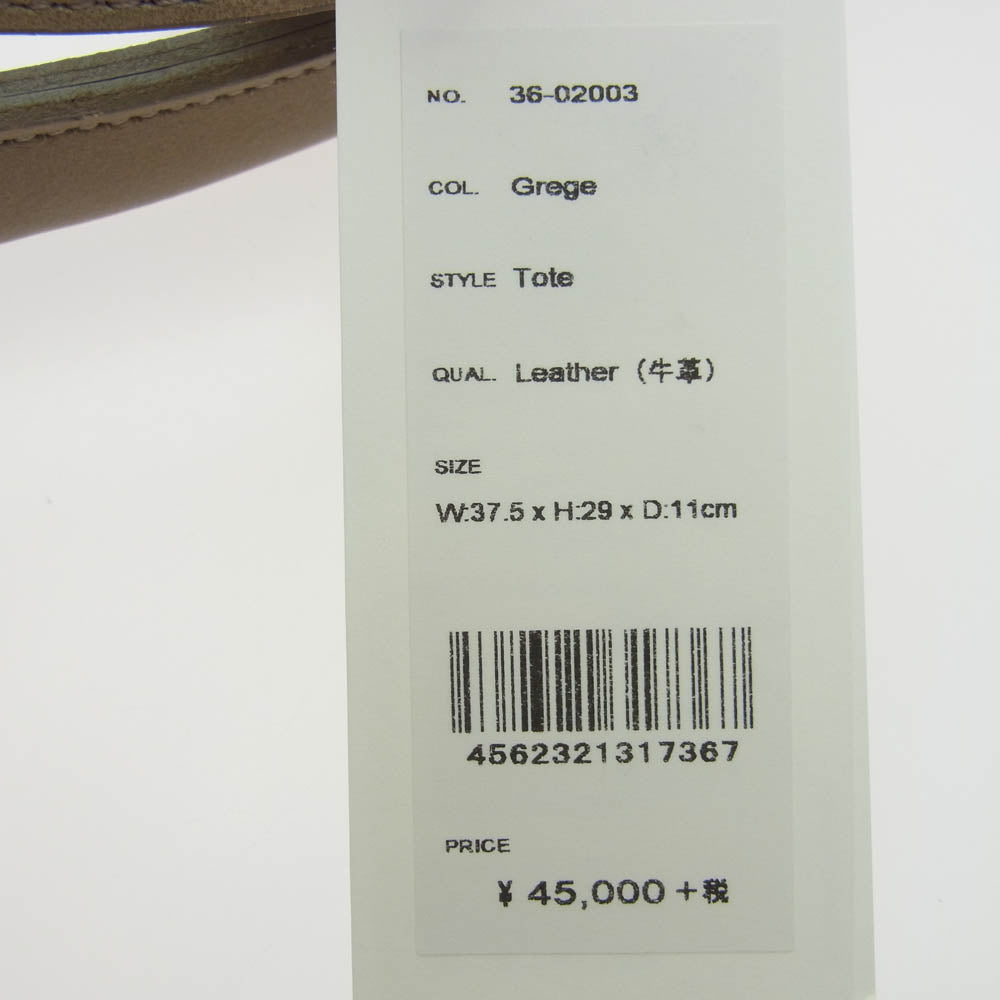 NO. 36-02003
COL. Grege
STYLE Tote
QUAL. Leather（牛革）
SIZE
W:37.5 x H:29 x D:11cm
4562321317367
PRICE
¥ 45,000+税